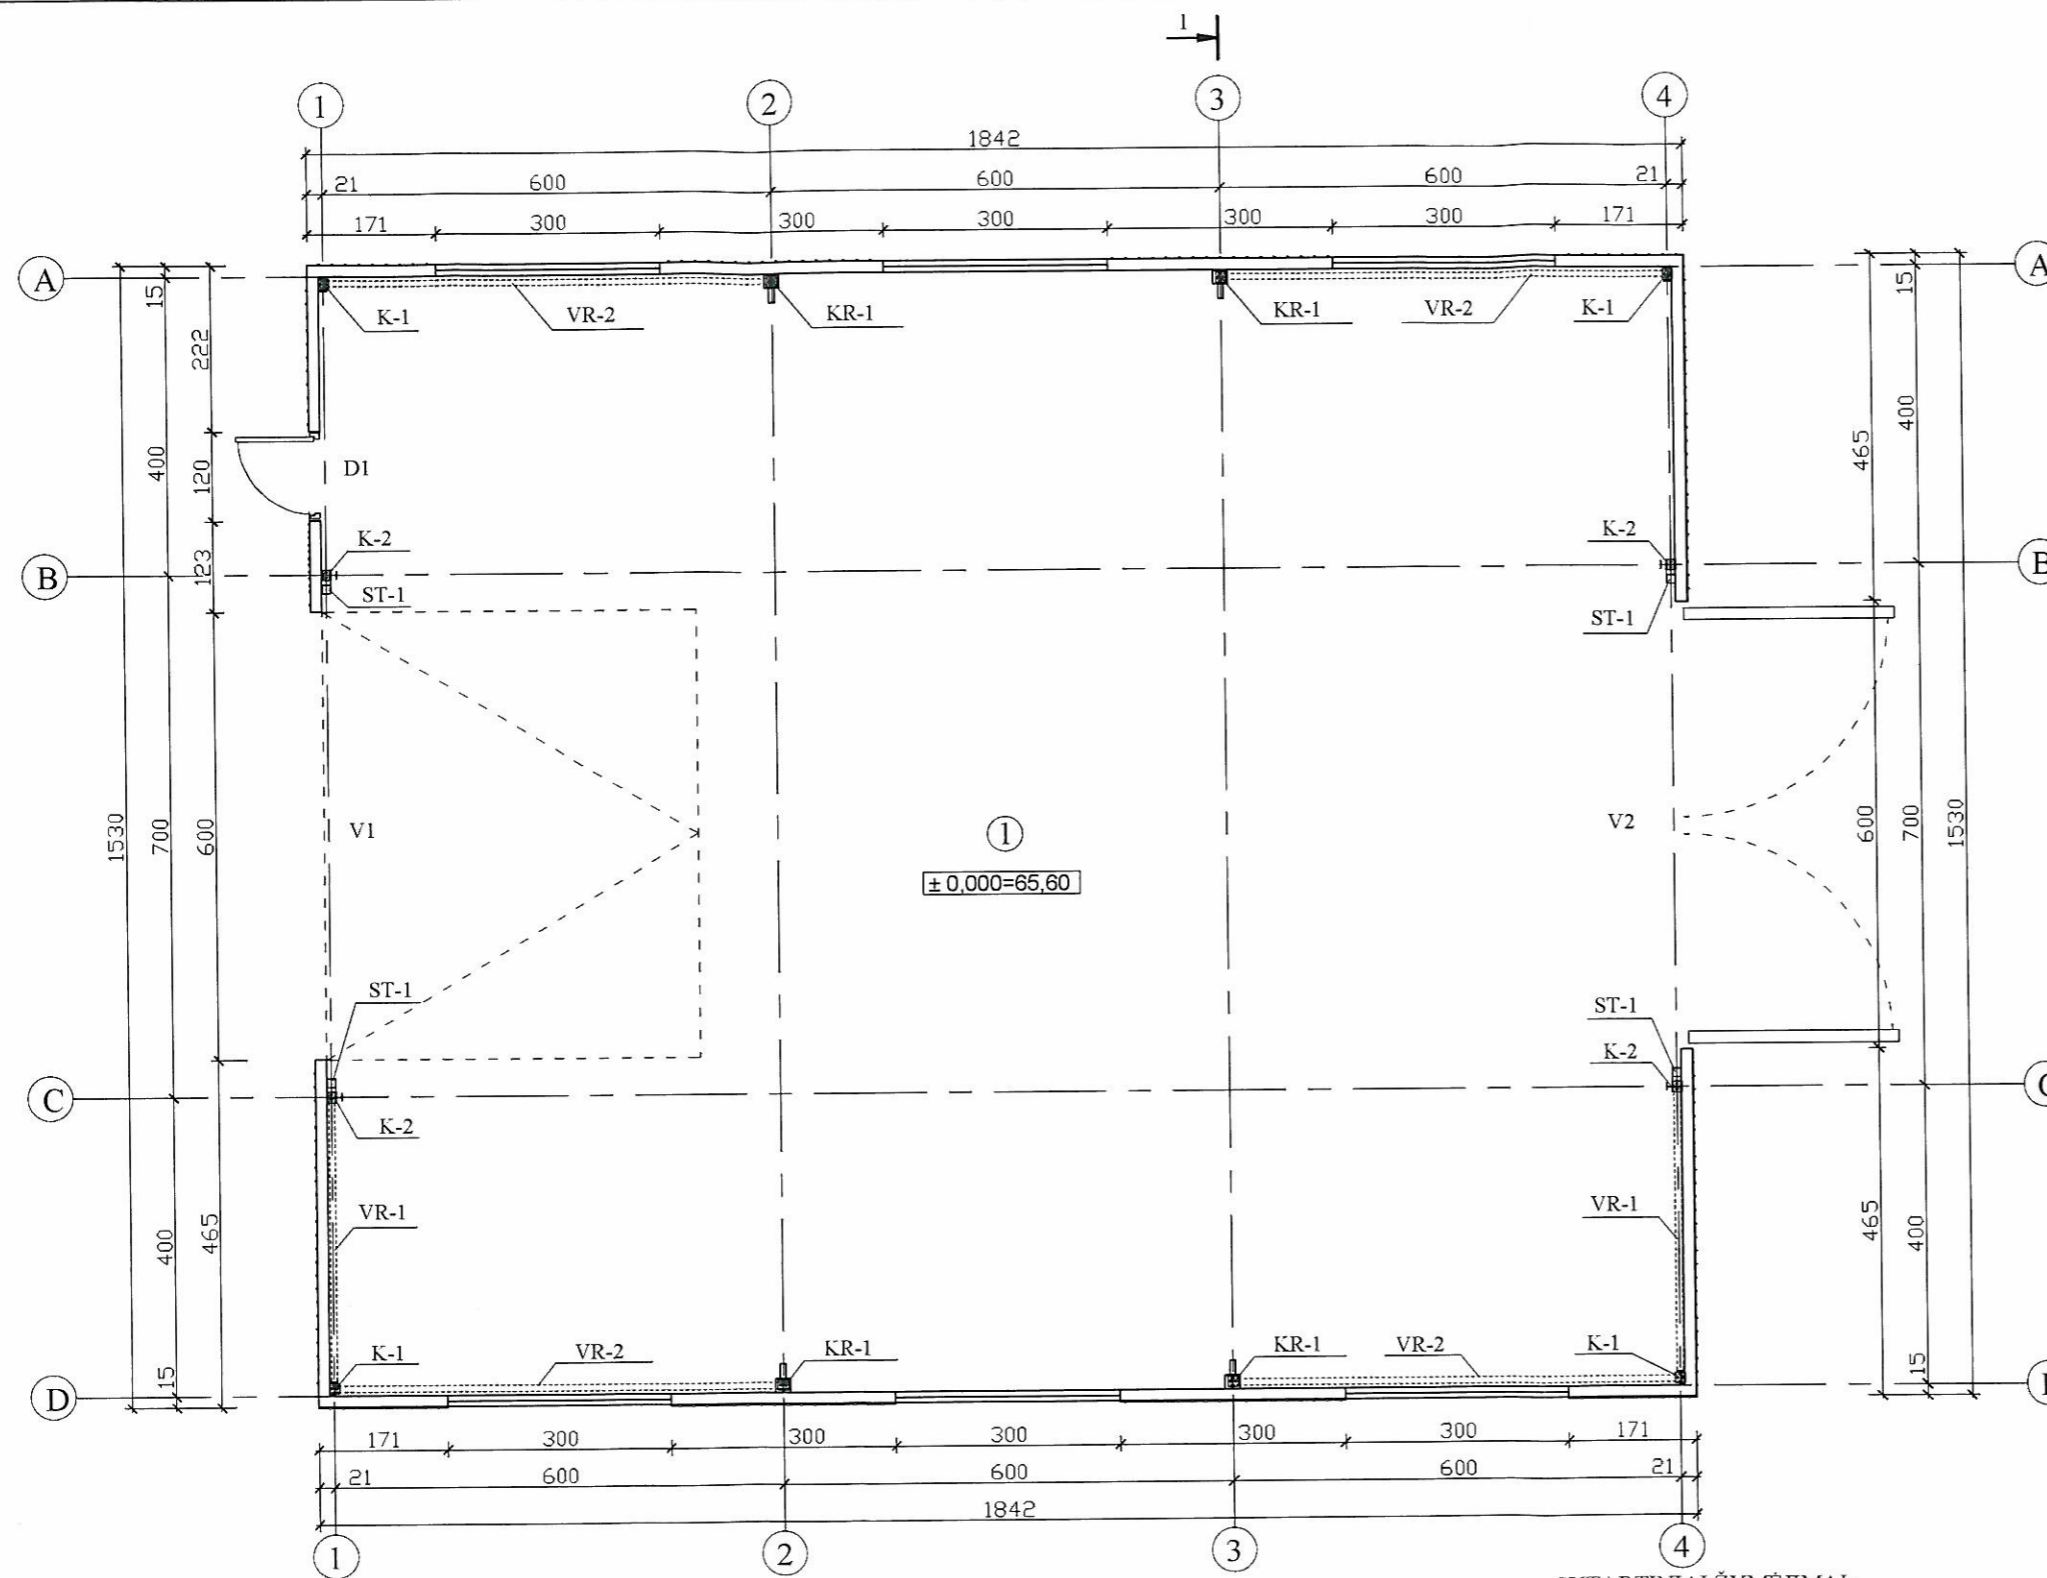 1
1 2 3 4
1842
21 600 600 600 21
171 300 300 300 300 300 171
A A
15 15
K-1 VR-2 KR-1 KR-1 VR-2 K-1
222
400 465
400 120 D1
K-2 K-2
B B
123
ST-1 ST-1
1530 700 600 V1 1 V2 600 700 1530
± 0,000=65,60
ST-1 ST-1
K-2
C
K-2
VR-1 VR-1
400 465 465 400
K-1 VR-2 KR-1 KR-1 VR-2 K-1
15 15
D
171 300 300 300 300 300 171
21 600 600 600 21
1842
1 2 3 4